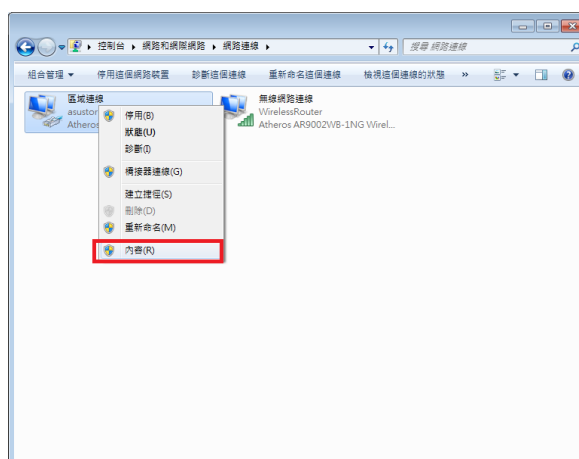 控制台 ▸ 網路和網際網路 ▸ 網路連線 ▸
搜尋 網路連線
組合管理 ▼ 停用這個網路裝置 診斷這個連線 重新命名這個連線 檢視這個連線的狀態 »
區域連線
asustor
Atheros
無線網路連線
WirelessRouter
Atheros AR9002WB-1NG Wirel...
停用(B)
狀態(U)
診斷(I)
橋接器連線(G)
建立捷徑(S)
刪除(D)
重新命名(M)
內容(R)